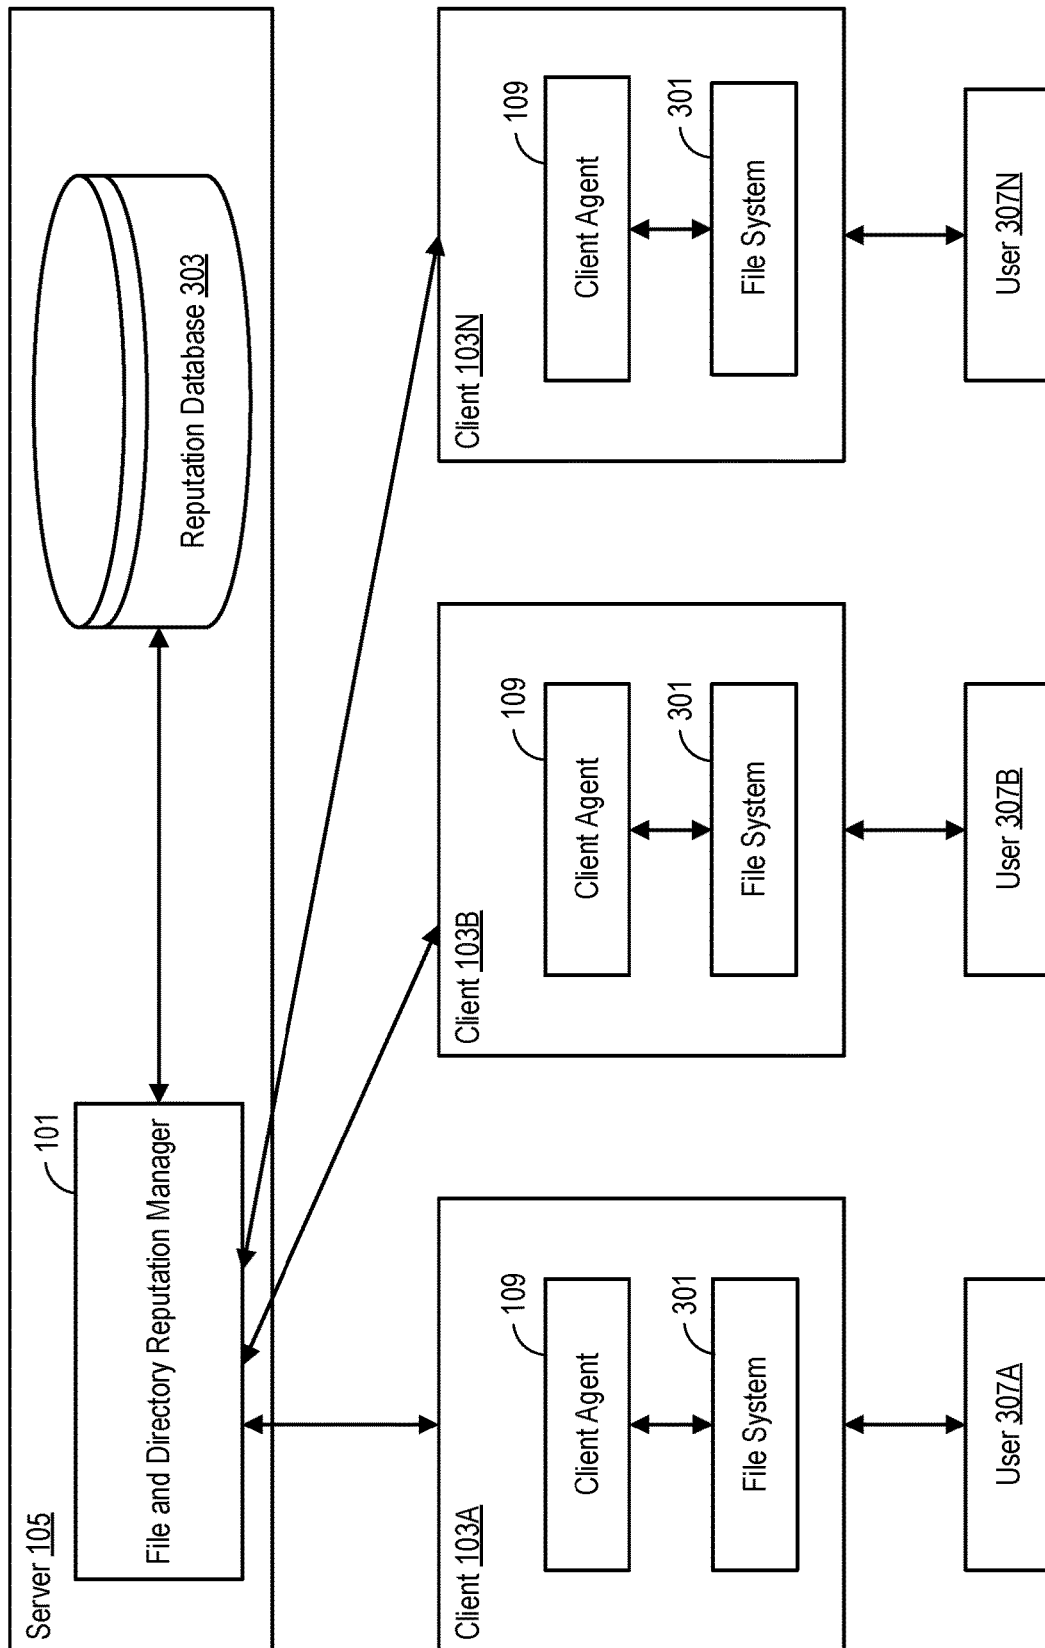 Server 105
101
File and Directory Reputation Manager
Reputation Database 303
Client 103A
109
Client Agent
301
File System
User 307A
Client 103B
109
Client Agent
301
File System
User 307B
Client 103N
109
Client Agent
301
File System
User 307N